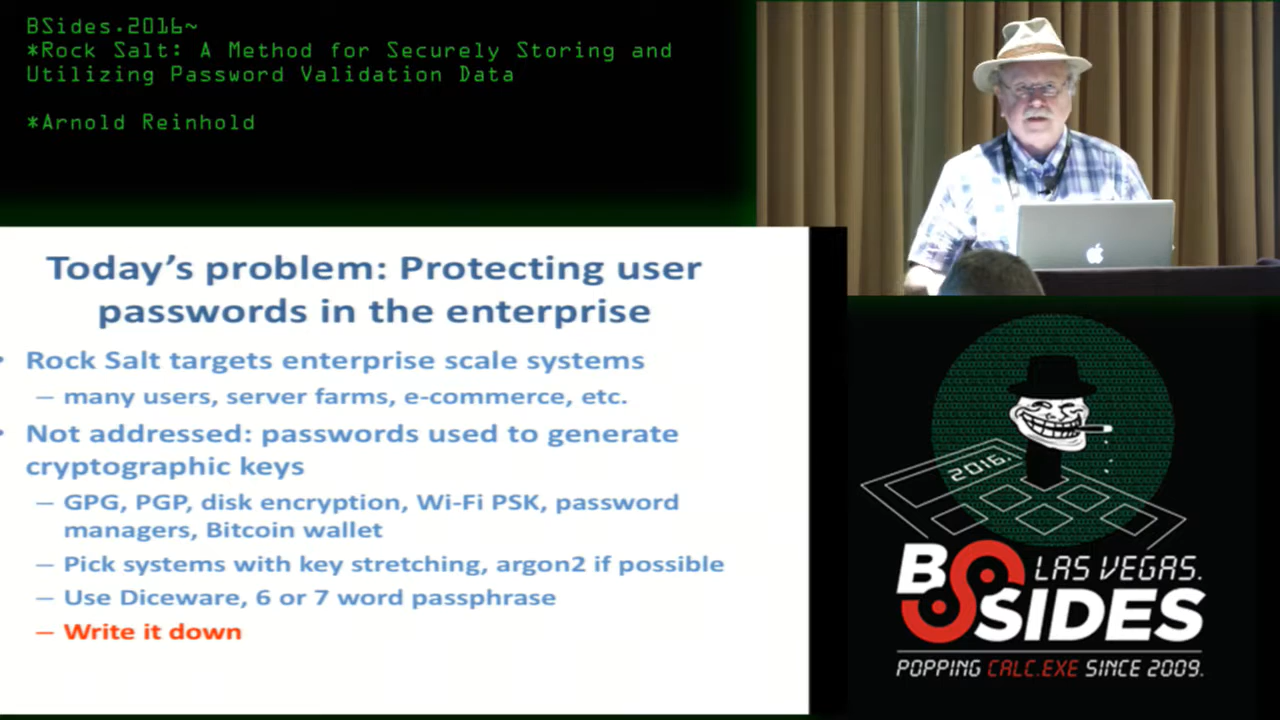 BSides.2016~
*Rock Salt: A Method for Securely Storing and
Utilizing Password Validation Data
*Arnold Reinhold
Today's problem: Protecting user
passwords in the enterprise
• Rock Salt targets enterprise scale systems
– many users, server farms, e-commerce, etc.
• Not addressed: passwords used to generate
cryptographic keys
– GPG, PGP, disk encryption, Wi-Fi PSK, password
managers, Bitcoin wallet
– Pick systems with key stretching, argon2 if possible
– Use Diceware, 6 or 7 word passphrase
– Write it down
2016.
BSIDES
LAS VEGAS.
POPPING CALC.EXE SINCE 2009.